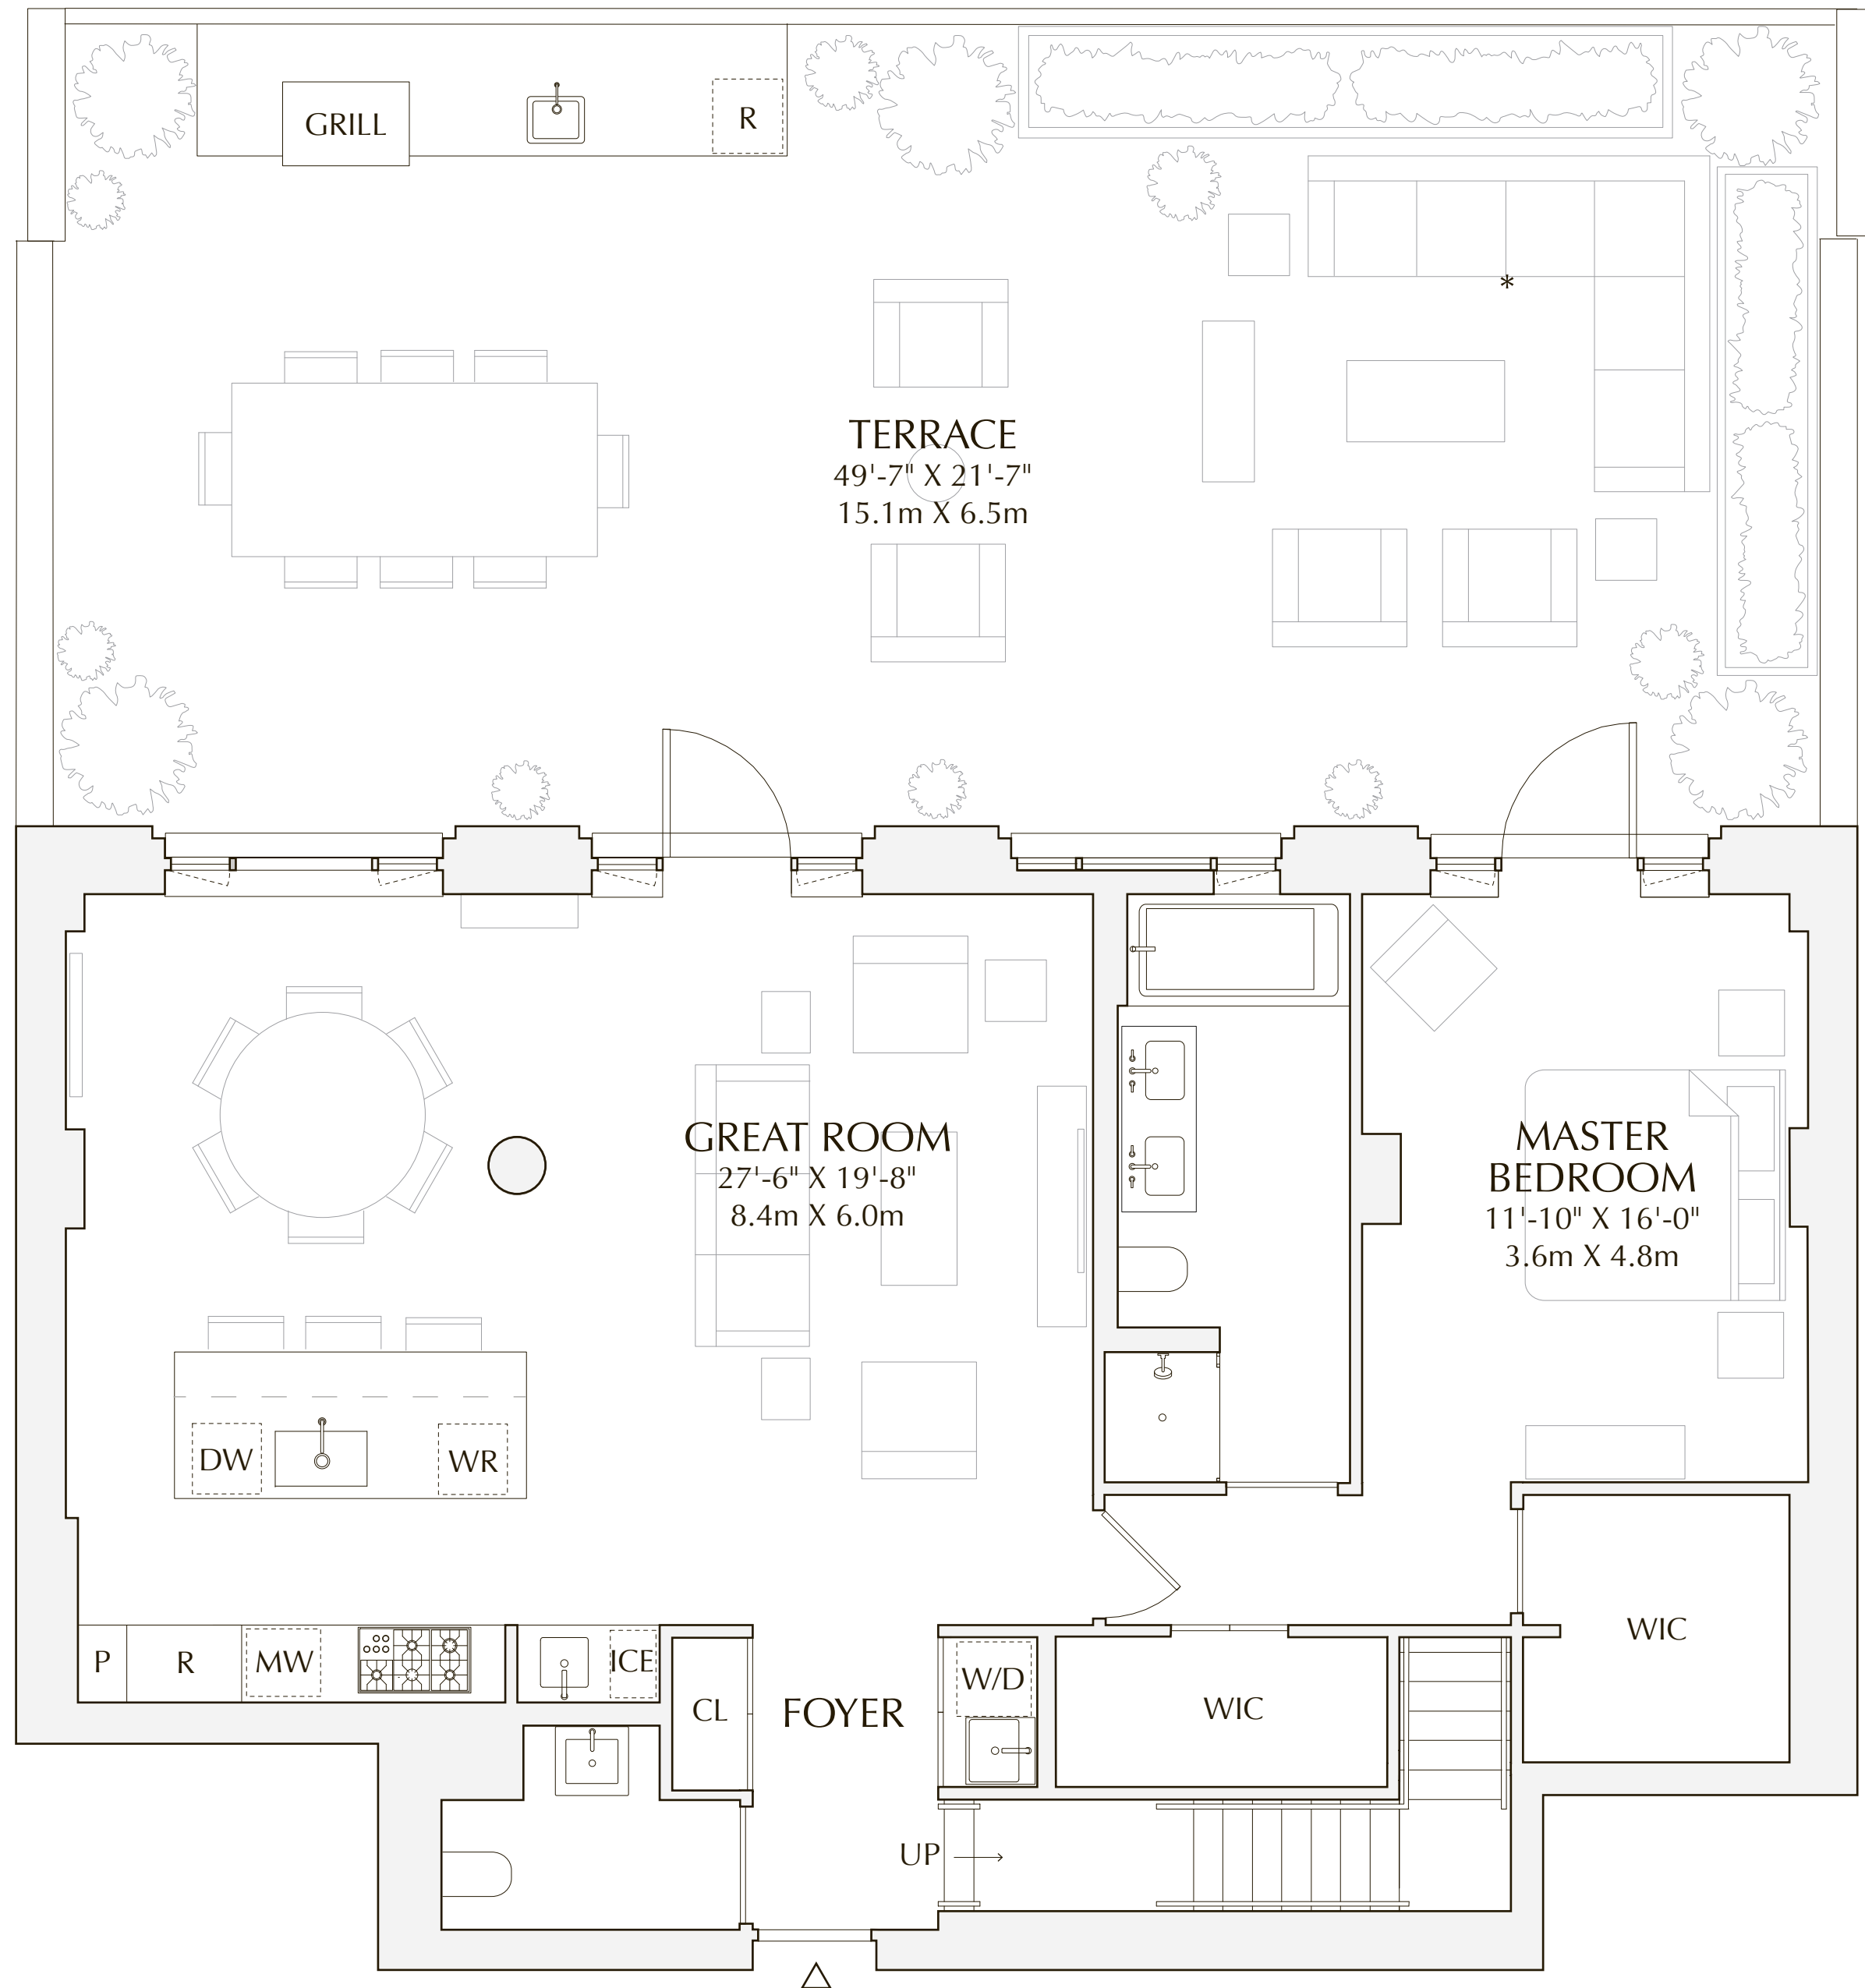 GRILL
R
*
TERRACE
49'-7" X 21'-7"
15.1m X 6.5m
GREAT ROOM
27'-6" X 19'-8"
8.4m X 6.0m
MASTER
BEDROOM
11'-10" X 16'-0"
3.6m X 4.8m
DW
WR
P
R
MW
ICE
CL
FOYER
W/D
WIC
WIC
UP